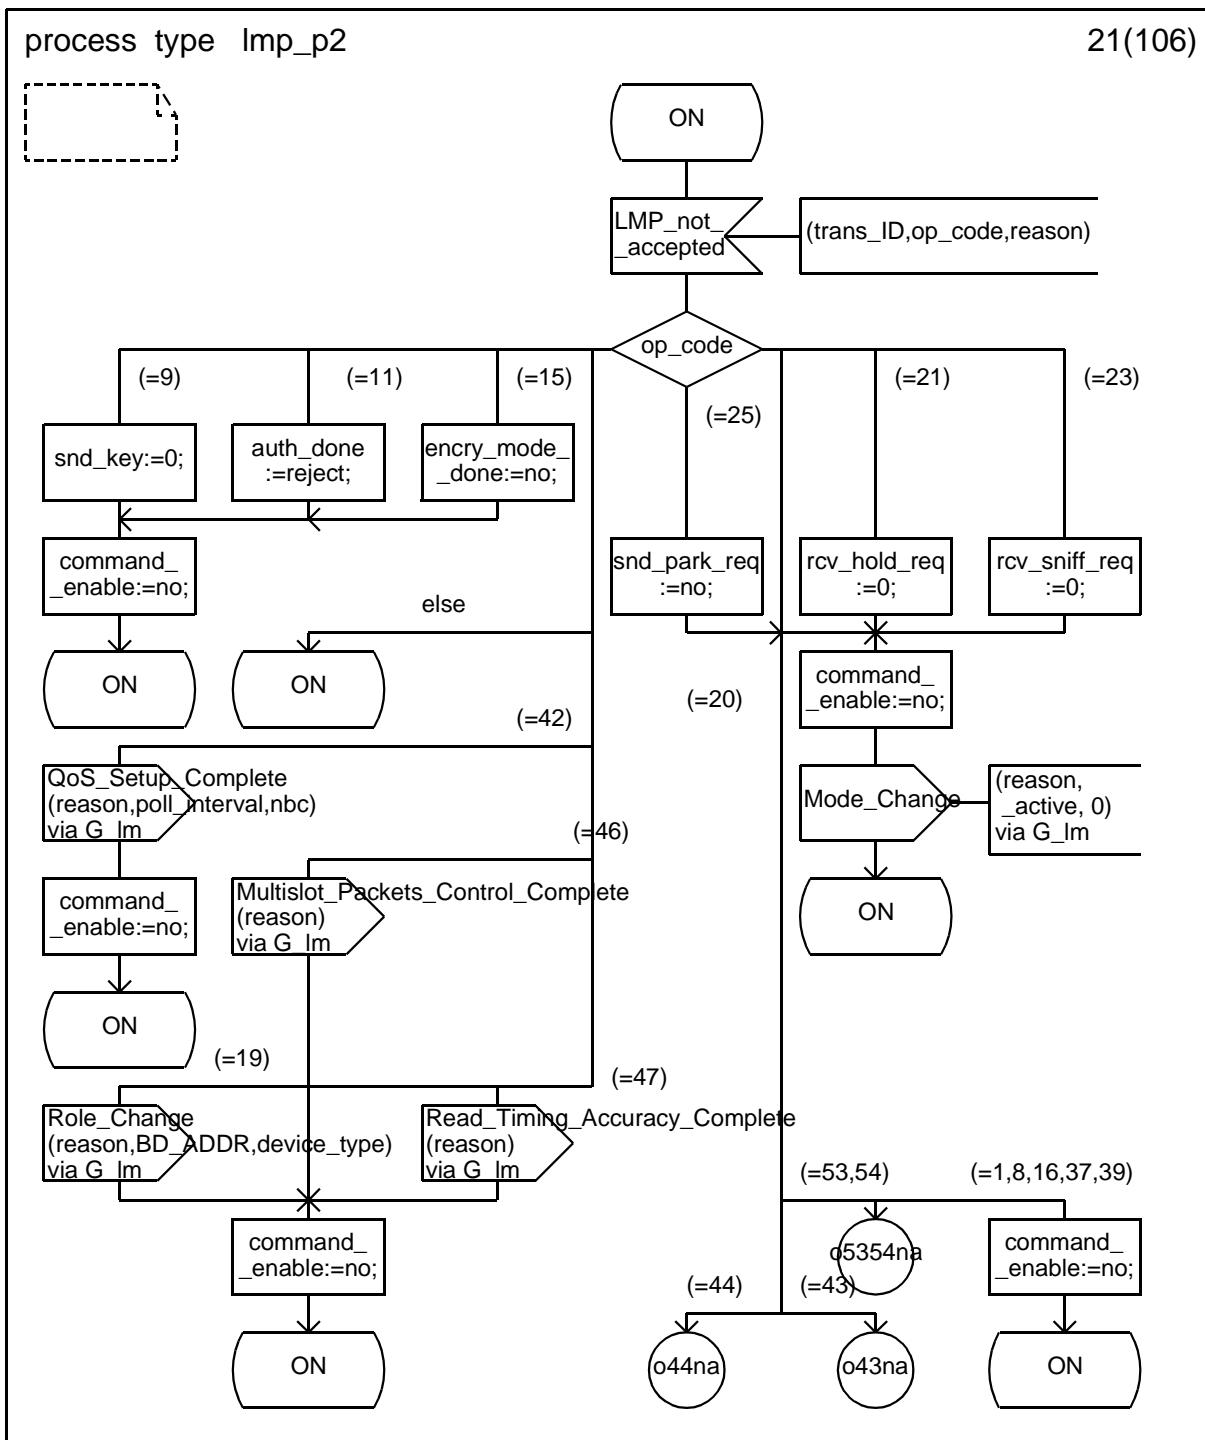 process type lmp_p2
21(106)
ON
LMP_not_
_accepted
(trans_ID,op_code,reason)
op_code
(=9)
(=11)
(=15)
(=25)
(=21)
(=23)
snd_key:=0;
auth_done
:=reject;
encry_mode_
_done:=no;
command_
_enable:=no;
snd_park_req
:=no;
rcv_hold_req
:=0;
rcv_sniff_req
:=0;
else
ON
ON
(=20)
command_
_enable:=no;
(=42)
QoS_Setup_Complete
(reason,poll_interval,nbc)
via G_lm
Mode_Change
(reason,
_active, 0)
via G_lm
(=46)
command_
_enable:=no;
Multislot_Packets_Control_Complete
(reason)
via G_lm
ON
ON
(=19)
(=47)
Role_Change
(reason,BD_ADDR,device_type)
via G_lm
Read_Timing_Accuracy_Complete
(reason)
via G_lm
(=53,54)
(=1,8,16,37,39)
command_
_enable:=no;
o5354na
command_
_enable:=no;
(=44)
(=43)
ON
o44na
o43na
ON